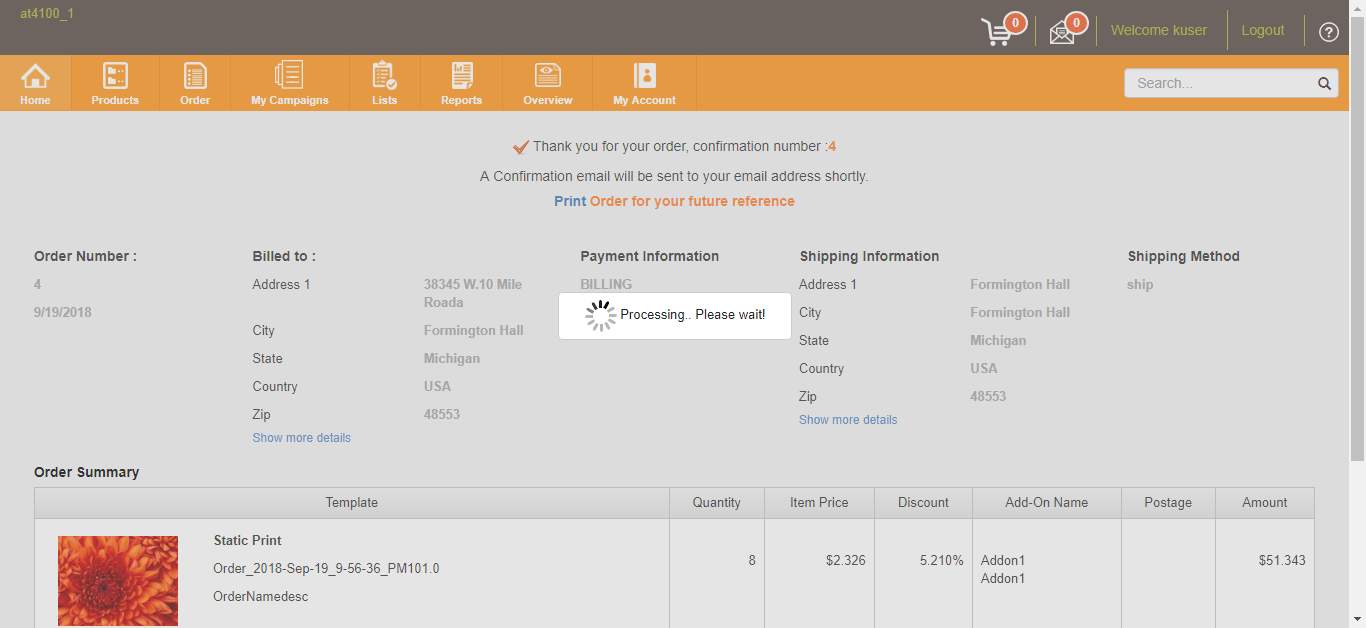 at4100_1
0
0
Welcome kuser
Logout
?
Home
Products
Order
My Campaigns
Lists
Reports
Overview
My Account
Search...
Thank you for your order, confirmation number :4
A Confirmation email will be sent to your email address shortly.
Print Order for your future reference
Order Number :
4
9/19/2018
Billed to :
Address 1
38345 W.10 Mile
Roada
City
Formington Hall
State
Michigan
Country
USA
Zip
48553
Show more details
Payment Information
BILLING
Processing.. Please wait!
Shipping Information
Address 1
Formington Hall
City
Formington Hall
State
Michigan
Country
USA
Zip
48553
Show more details
Shipping Method
ship
Order Summary
Template
Quantity
Item Price
Discount
Add-On Name
Postage
Amount
Static Print
Order_2018-Sep-19_9-56-36_PM101.0
OrderNamedesc
8
$2.326
5.210%
Addon1
Addon1
$51.343